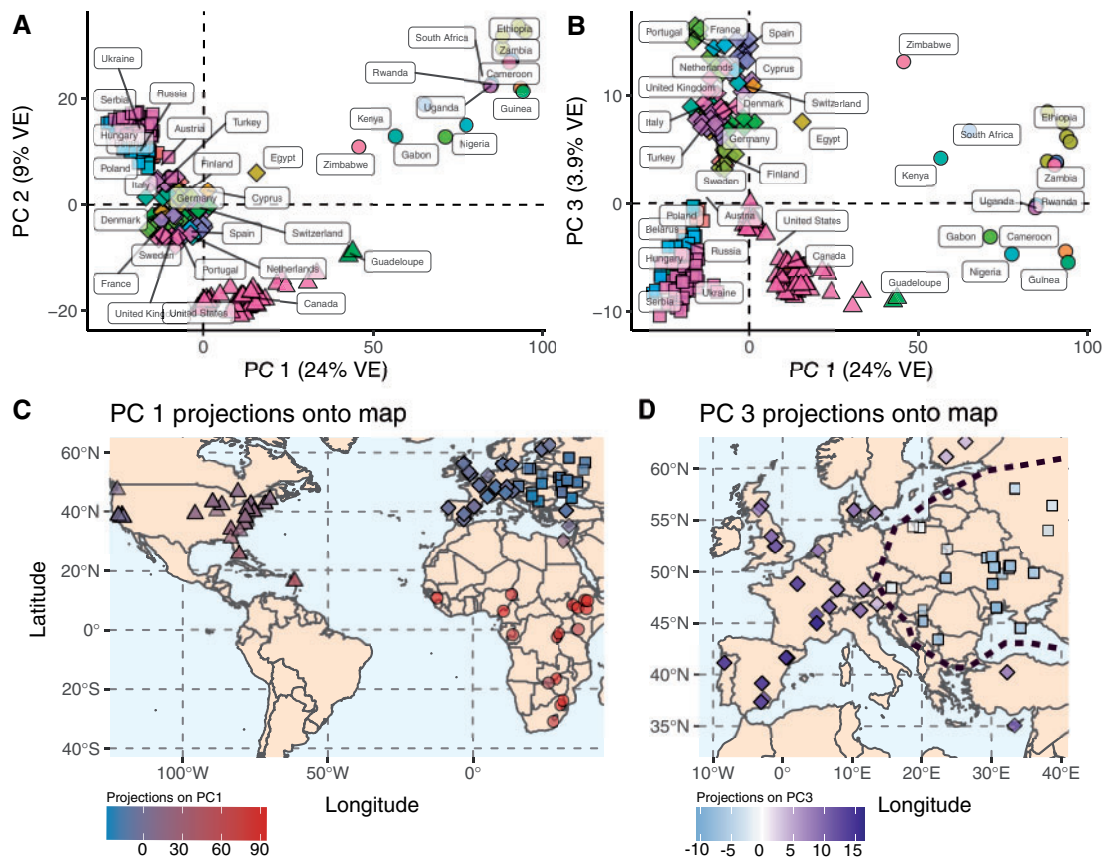 A
PC 2 (9% VE)
20
0
−20
0
50
100
PC 1 (24% VE)
Ukraine
Serbia
Russia
Hungary
Austria
Turkey
Poland
Finland
Egypt
Italy
Germany
Cyprus
Denmark
Spain
Switzerland
Sweden
Portugal
Netherlands
France
United States
Canada
Guadeloupe
South Africa
Ethiopia
Zambia
Rwanda
Cameroon
Uganda
Guinea
Kenya
Gabon
Nigeria
Zimbabwe
B
PC 3 (3.9% VE)
10
0
−10
0
50
100
PC 1 (24% VE)
Portugal
France
Spain
Netherlands
Cyprus
United Kingdom
Denmark
Switzerland
Italy
Germany
Egypt
Turkey
Finland
Sweden
Zimbabwe
Ethiopia
South Africa
Kenya
Zambia
Uganda
Rwanda
Poland
Austria
United States
Belarus
Russia
Hungary
Canada
Ukraine
Serbia
Guadeloupe
Gabon
Cameroon
Nigeria
Guinea
C
PC 1 projections onto map
Latitude
60°N
40°N
20°N
0°
20°S
40°S
100°W
50°W
0°
Longitude
Projections on PC1
0
30
60
90
D
PC 3 projections onto map
60°N
55°N
50°N
45°N
40°N
35°N
10°W
0°
10°E
20°E
30°E
40°E
Longitude
Projections on PC3
-10
-5
0
5
10
15